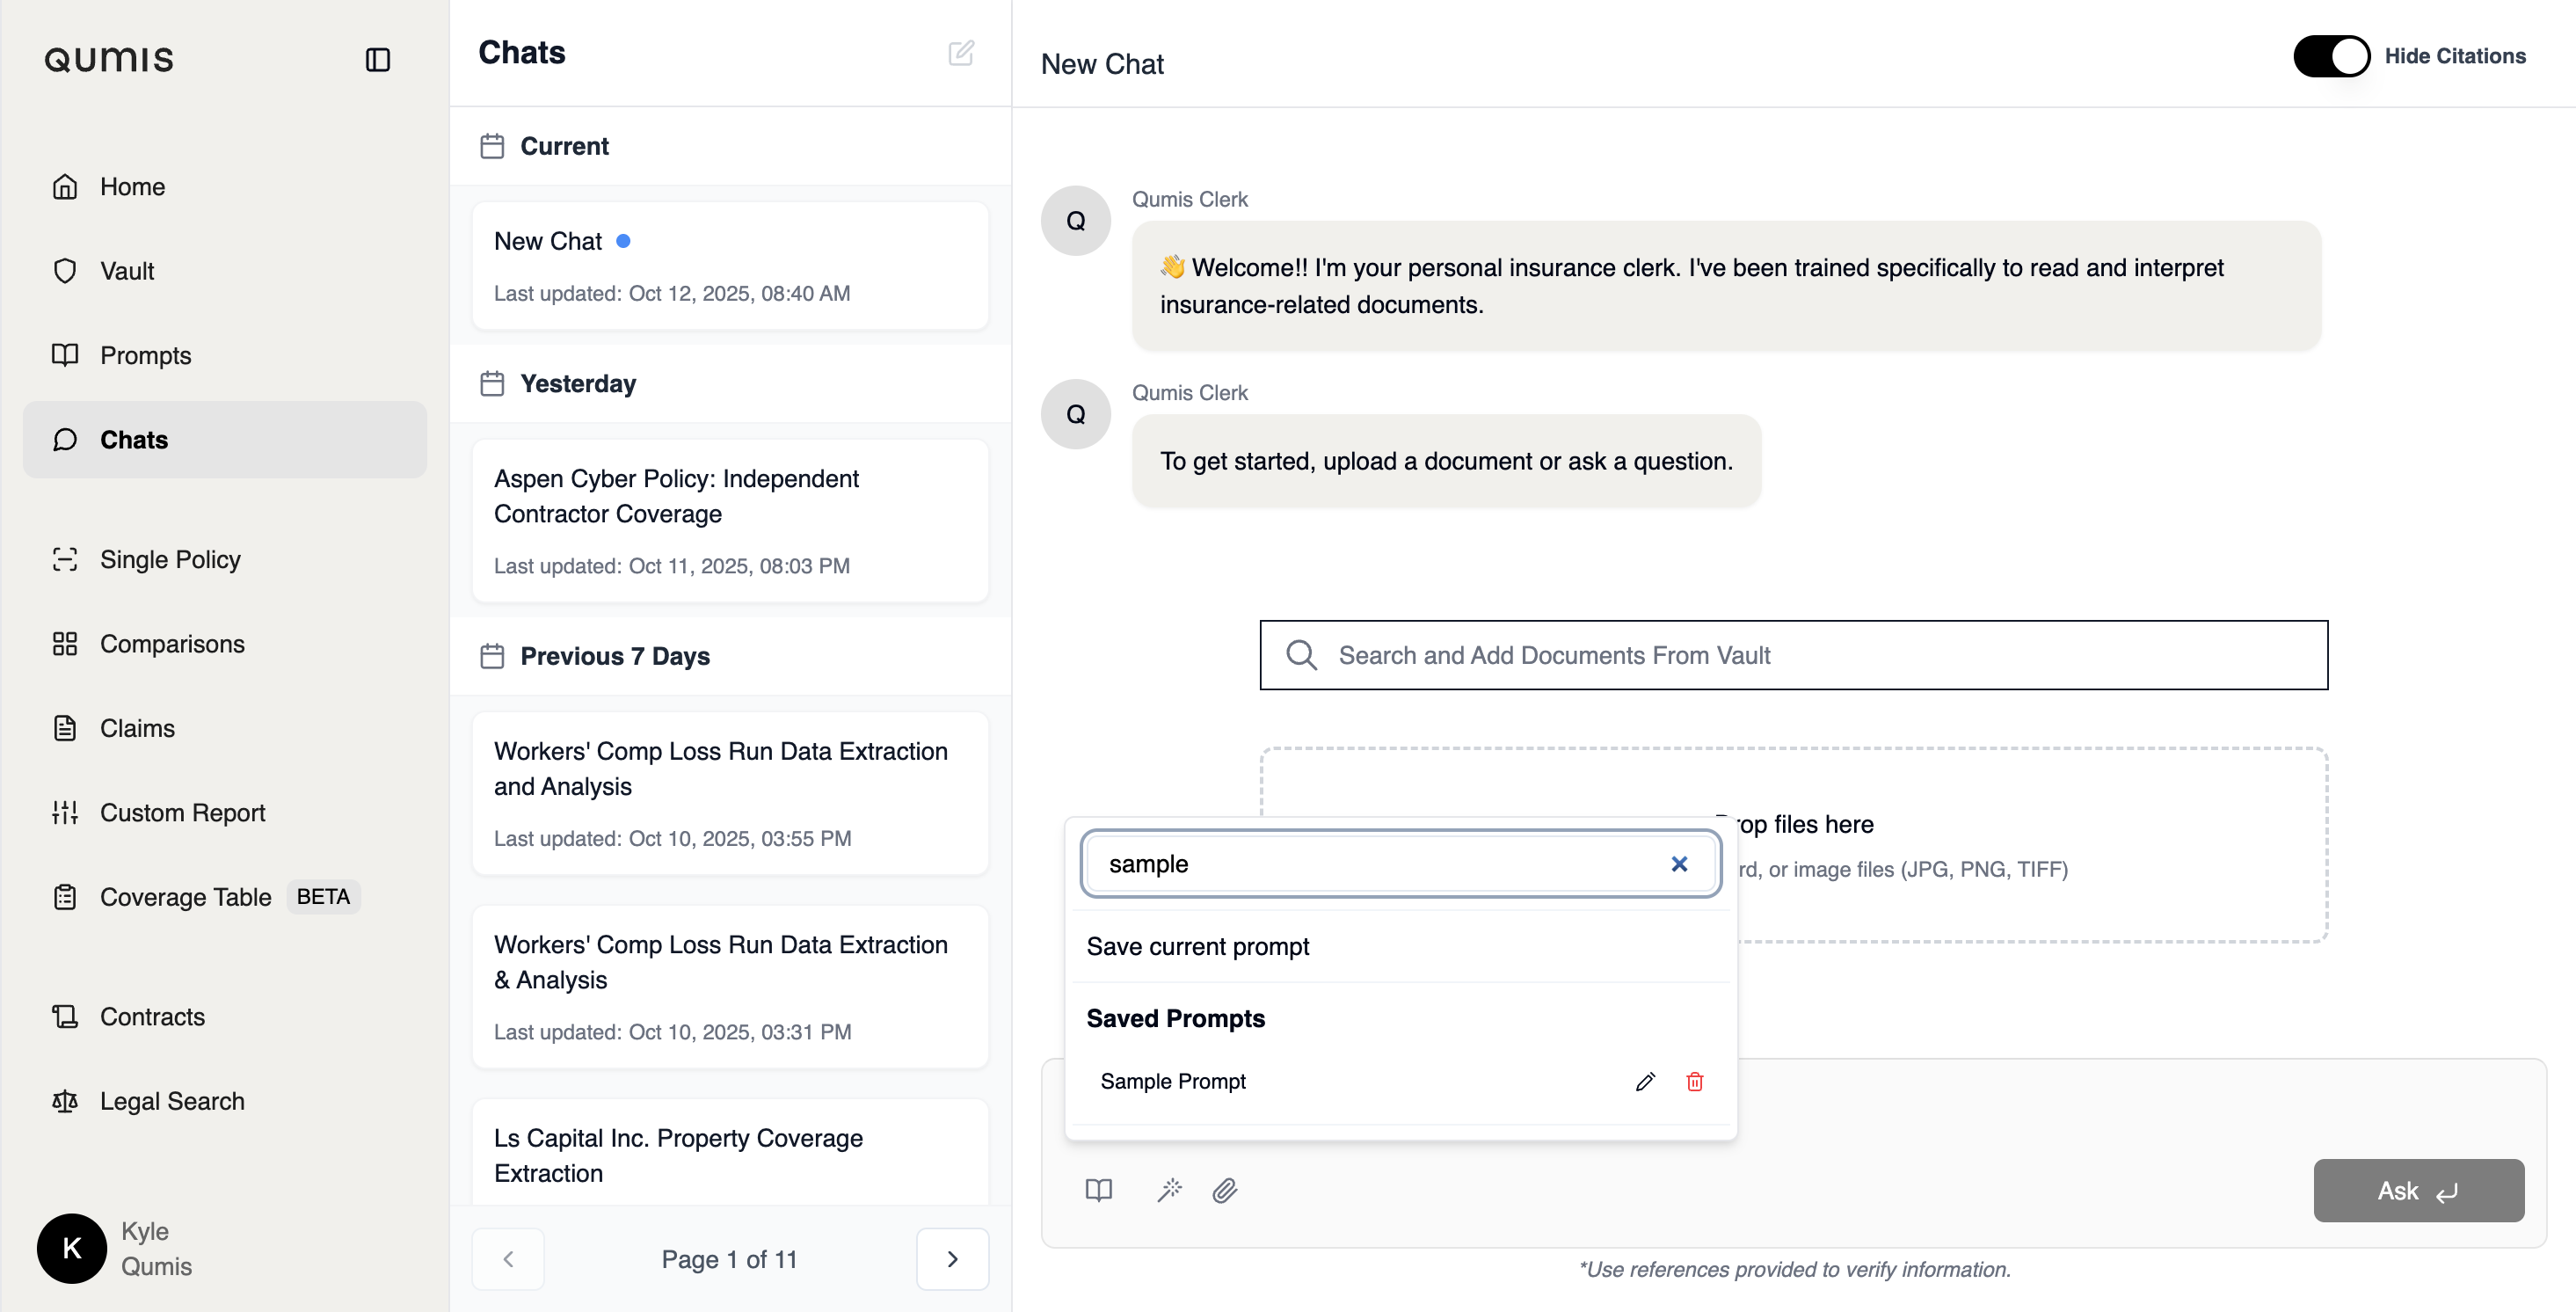 QUMIS
Home
Vault
Prompts
Chats
Single Policy
Comparisons
Claims
Custom Report
Coverage Table BETA
Contracts
Legal Search
K
Kyle
Qumis
Chats
Current
New Chat
Last updated: Oct 12, 2025, 08:40 AM
Yesterday
Aspen Cyber Policy: Independent
Contractor Coverage
Last updated: Oct 11, 2025, 08:03 PM
Previous 7 Days
Workers' Comp Loss Run Data Extraction
and Analysis
Last updated: Oct 10, 2025, 03:55 PM
Workers' Comp Loss Run Data Extraction
& Analysis
Last updated: Oct 10, 2025, 03:31 PM
Ls Capital Inc. Property Coverage
Extraction
Page 1 of 11
New Chat
Hide Citations
Q
Qumis Clerk
👋 Welcome!! I'm your personal insurance clerk. I've been trained specifically to read and interpret
insurance-related documents.
Q
Qumis Clerk
To get started, upload a document or ask a question.
Search and Add Documents From Vault
Drop files here
or image files (JPG, PNG, TIFF)
sample
Save current prompt
Saved Prompts
Sample Prompt
Ask
*Use references provided to verify information.